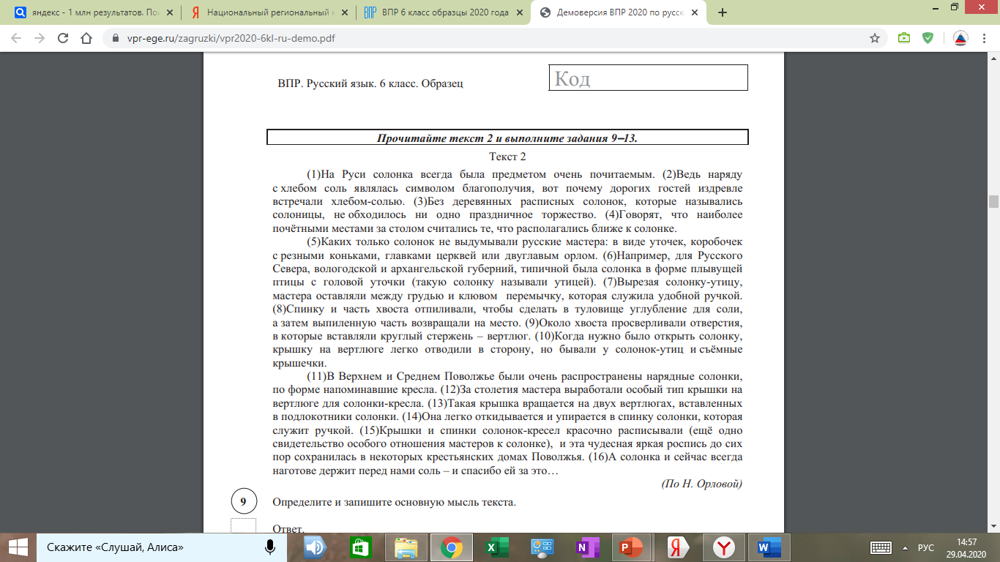 яндекс - 1 млн результатов. Пои
Национальный региональный к
ВПР 6 класс образцы 2020 года
Демоверсия ВПР 2020 по русск
vpr-ege.ru/zagruzki/vpr2020-6kl-ru-demo.pdf
ВПР. Русский язык. 6 класс. Образец
Код
Прочитайте текст 2 и выполните задания 9–13.
Текст 2
(1)На Руси солонка всегда была предметом очень почитаемым. (2)Ведь наряду
с хлебом соль являлась символом благополучия, вот почему дорогих гостей издревле
встречали хлебом-солью. (3)Без деревянных расписных солонок, которые назывались
солоницы, не обходилось ни одно праздничное торжество. (4)Говорят, что наиболее
почётными местами за столом считались те, что располагались ближе к солонке.
(5)Каких только солонок не выдумывали русские мастера: в виде уточек, коробочек
с резными коньками, главками церквей или двуглавым орлом. (6)Например, для Русского
Севера, вологодской и архангельской губерний, типичной была солонка в форме плывущей
птицы с головой уточки (такую солонку называли утицей). (7)Вырезая солонку-утицу,
мастера оставляли между грудью и клювом перемычку, которая служила удобной ручкой.
(8)Спинку и часть хвоста отпиливали, чтобы сделать в туловище углубление для соли,
а затем выпиленную часть возвращали на место. (9)Около хвоста просверливали отверстия,
в которые вставляли круглый стержень – вертлюг. (10)Когда нужно было открыть солонку,
крышку на вертлюге легко отводили в сторону, но бывали у солонок-утиц и съёмные
крышечки.
(11)В Верхнем и Среднем Поволжье были очень распространены нарядные солонки,
по форме напоминавшие кресла. (12)За столетия мастера выработали особый тип крышки на
вертлюге для солонки-кресла. (13)Такая крышка вращается на двух вертлюгах, вставленных
в подлокотники солонки. (14)Она легко откидывается и упирается в спинку солонки, которая
служит ручкой. (15)Крышки и спинки солонок-кресел красочно расписывали (ещё одно
свидетельство особого отношения мастеров к солонке), и эта чудесная яркая роспись до сих
пор сохранилась в некоторых крестьянских домах Поволжья. (16)А солонка и сейчас всегда
наготове держит перед нами соль – и спасибо ей за это…
(По Н. Орловой)
9
Определите и запишите основную мысль текста.
Ответ.
Скажите «Слушай, Алиса»
РУС
14:57
29.04.2020